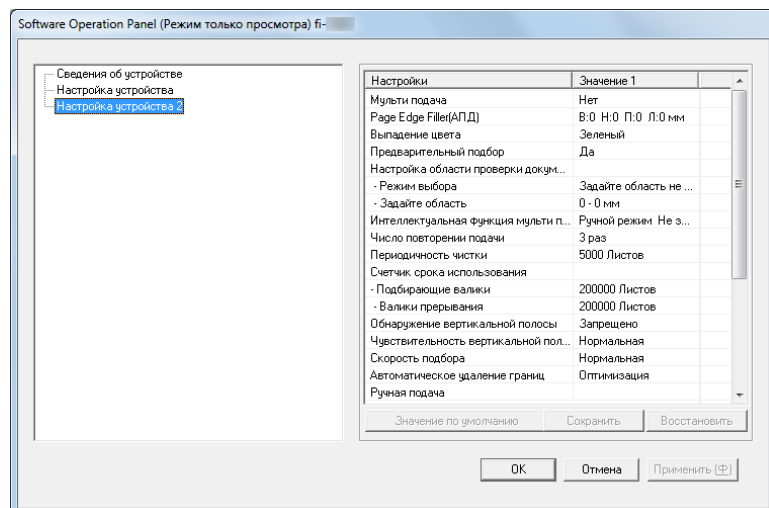 Software Operation Panel (Режим только просмотра) fi-
Сведения об устройстве
Настройка устройства
Настройка устройства 2
Настройки Значение 1
Мульти подача Нет
Page Edge Filler(АПД) В:0 Н:0 П:0 Л:0 мм
Выпадение цвета Зеленый
Предварительный подбор Да
Настройка области проверки докум...
- Режим выбора Задайте область не ...
- Задайте область 0 - 0 мм
Интеллектуальная функция мульти п... Ручной режим Не з...
Число повторении подачи 3 раз
Периодичность чистки 5000 Листов
Счетчик срока использования
- Подбирающие валики 200000 Листов
- Валики прерывания 200000 Листов
Обнаружение вертикальной полосы Запрещено
Чувствительность вертикальной пол... Нормальная
Скорость подбора Нормальная
Автоматическое удаление границ Оптимизация
Ручная подача
Значение по умолчанию Сохранить Восстановить
OK Отмена Применить (Ф)